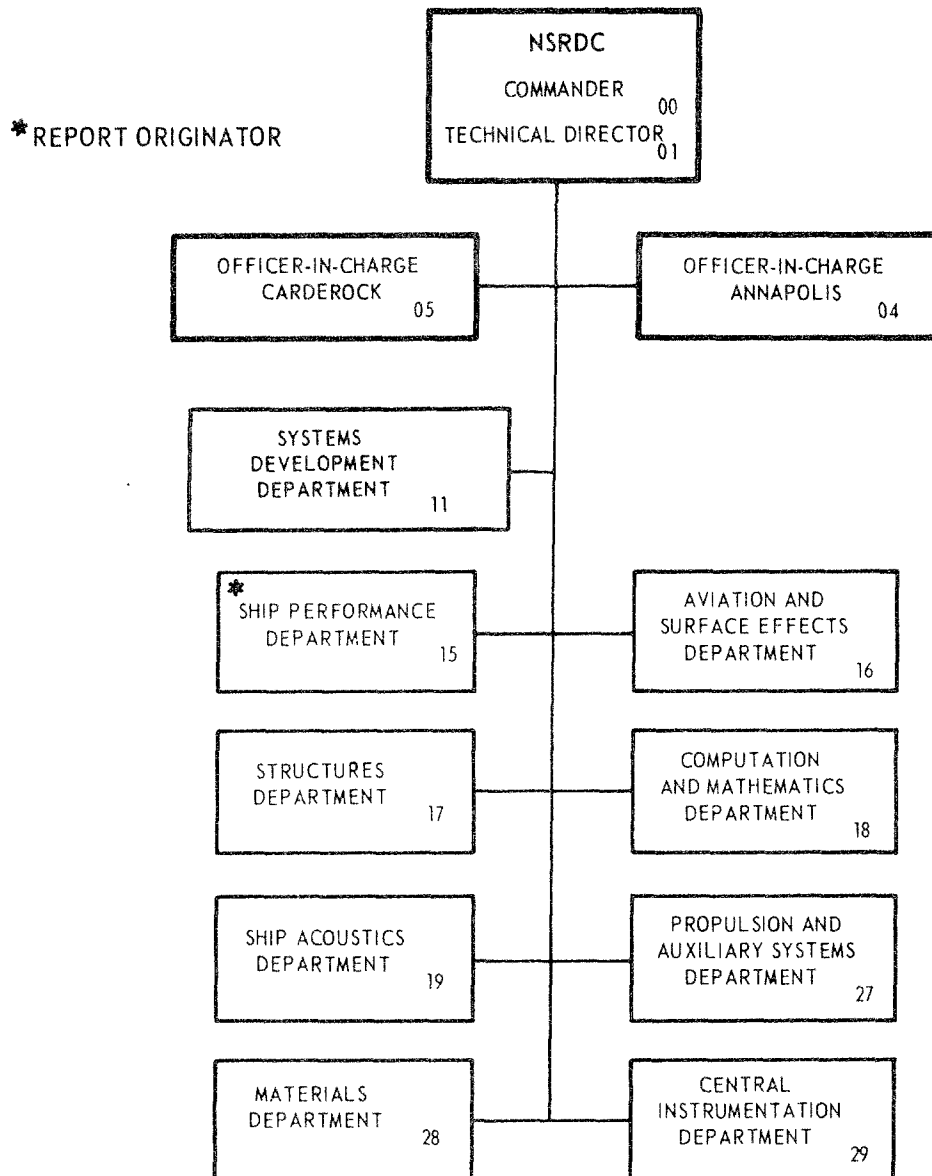 NSRDC
COMMANDER
00
TECHNICAL DIRECTOR
01
*REPORT ORIGINATOR
OFFICER-IN-CHARGE
CARDEROCK
05
OFFICER-IN-CHARGE
ANNAPOLIS
04
SYSTEMS
DEVELOPMENT
DEPARTMENT
11
*
SHIP PERFORMANCE
DEPARTMENT
15
AVIATION AND
SURFACE EFFECTS
DEPARTMENT
16
STRUCTURES
DEPARTMENT
17
COMPUTATION
AND MATHEMATICS
DEPARTMENT
18
SHIP ACOUSTICS
DEPARTMENT
19
PROPULSION AND
AUXILIARY SYSTEMS
DEPARTMENT
27
MATERIALS
DEPARTMENT
28
CENTRAL
INSTRUMENTATION
DEPARTMENT
29